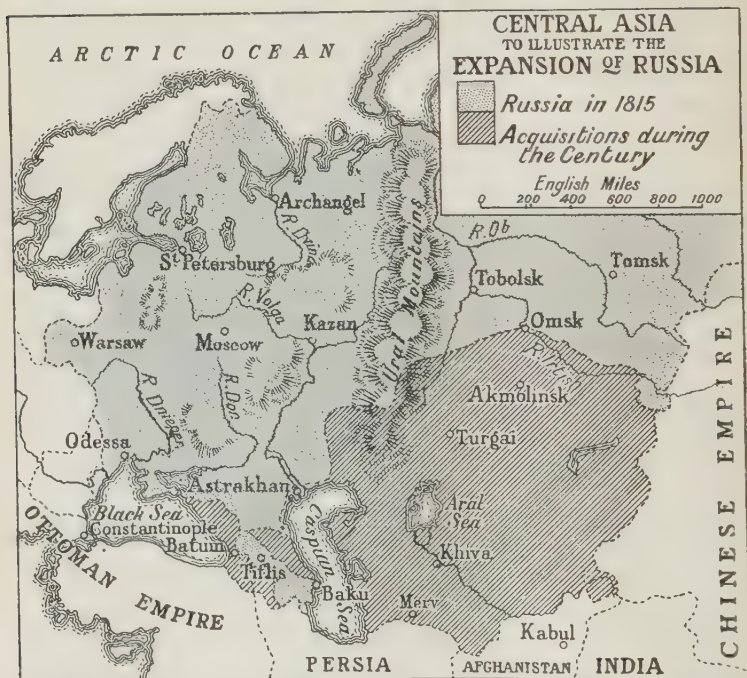 CENTRAL ASIA
TO ILLUSTRATE THE
EXPANSION OF RUSSIA
Russia in 1815
Acquisitions during
the Century
English Miles
0 200 400 600 800 1000
ARCTIC OCEAN
Archangel
R. Dwina
St Petersburg
R. Volga
Kazan
Ural Mountains
R. Ob
Tobolsk
Tomsk
Omsk
R. Irtish
Warsaw
Moscow
R. Dnieper
R. Don
Akmolinsk
Turgai
Odessa
Astrakhan
Black Sea
Constantinople
Batum
Tiflis
Baku
Caspian Sea
Aral
Sea
Khiva
Merv
Kabul
OTTOMAN EMPIRE
PERSIA
AFGHANISTAN
INDIA
CHINESE EMPIRE